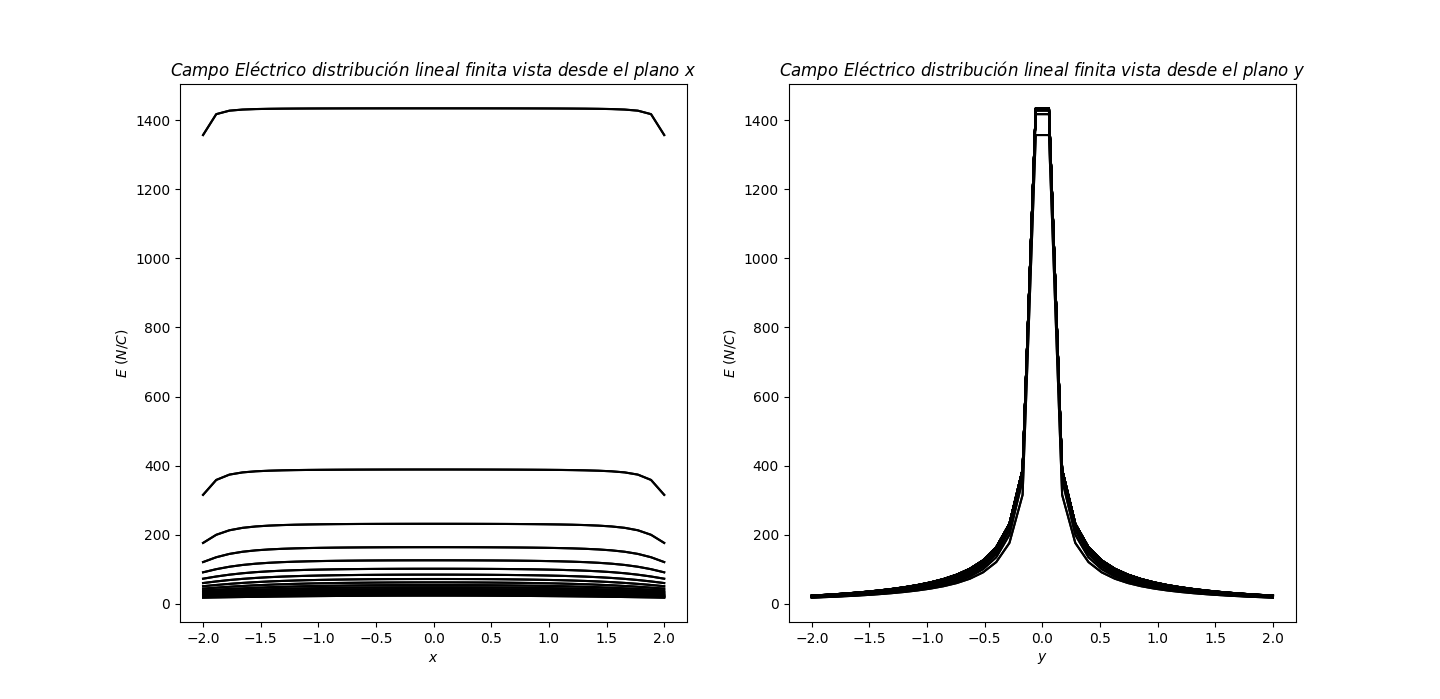 Campo Eléctrico distribución lineal finita vista desde el plano x
1400
1200
1000
800
600
400
200
0
E (N/C)
−2.0 −1.5 −1.0 −0.5 0.0 0.5 1.0 1.5 2.0
x
Campo Eléctrico distribución lineal finita vista desde el plano y
1400
1200
1000
800
600
400
200
0
E (N/C)
−2.0 −1.5 −1.0 −0.5 0.0 0.5 1.0 1.5 2.0
y